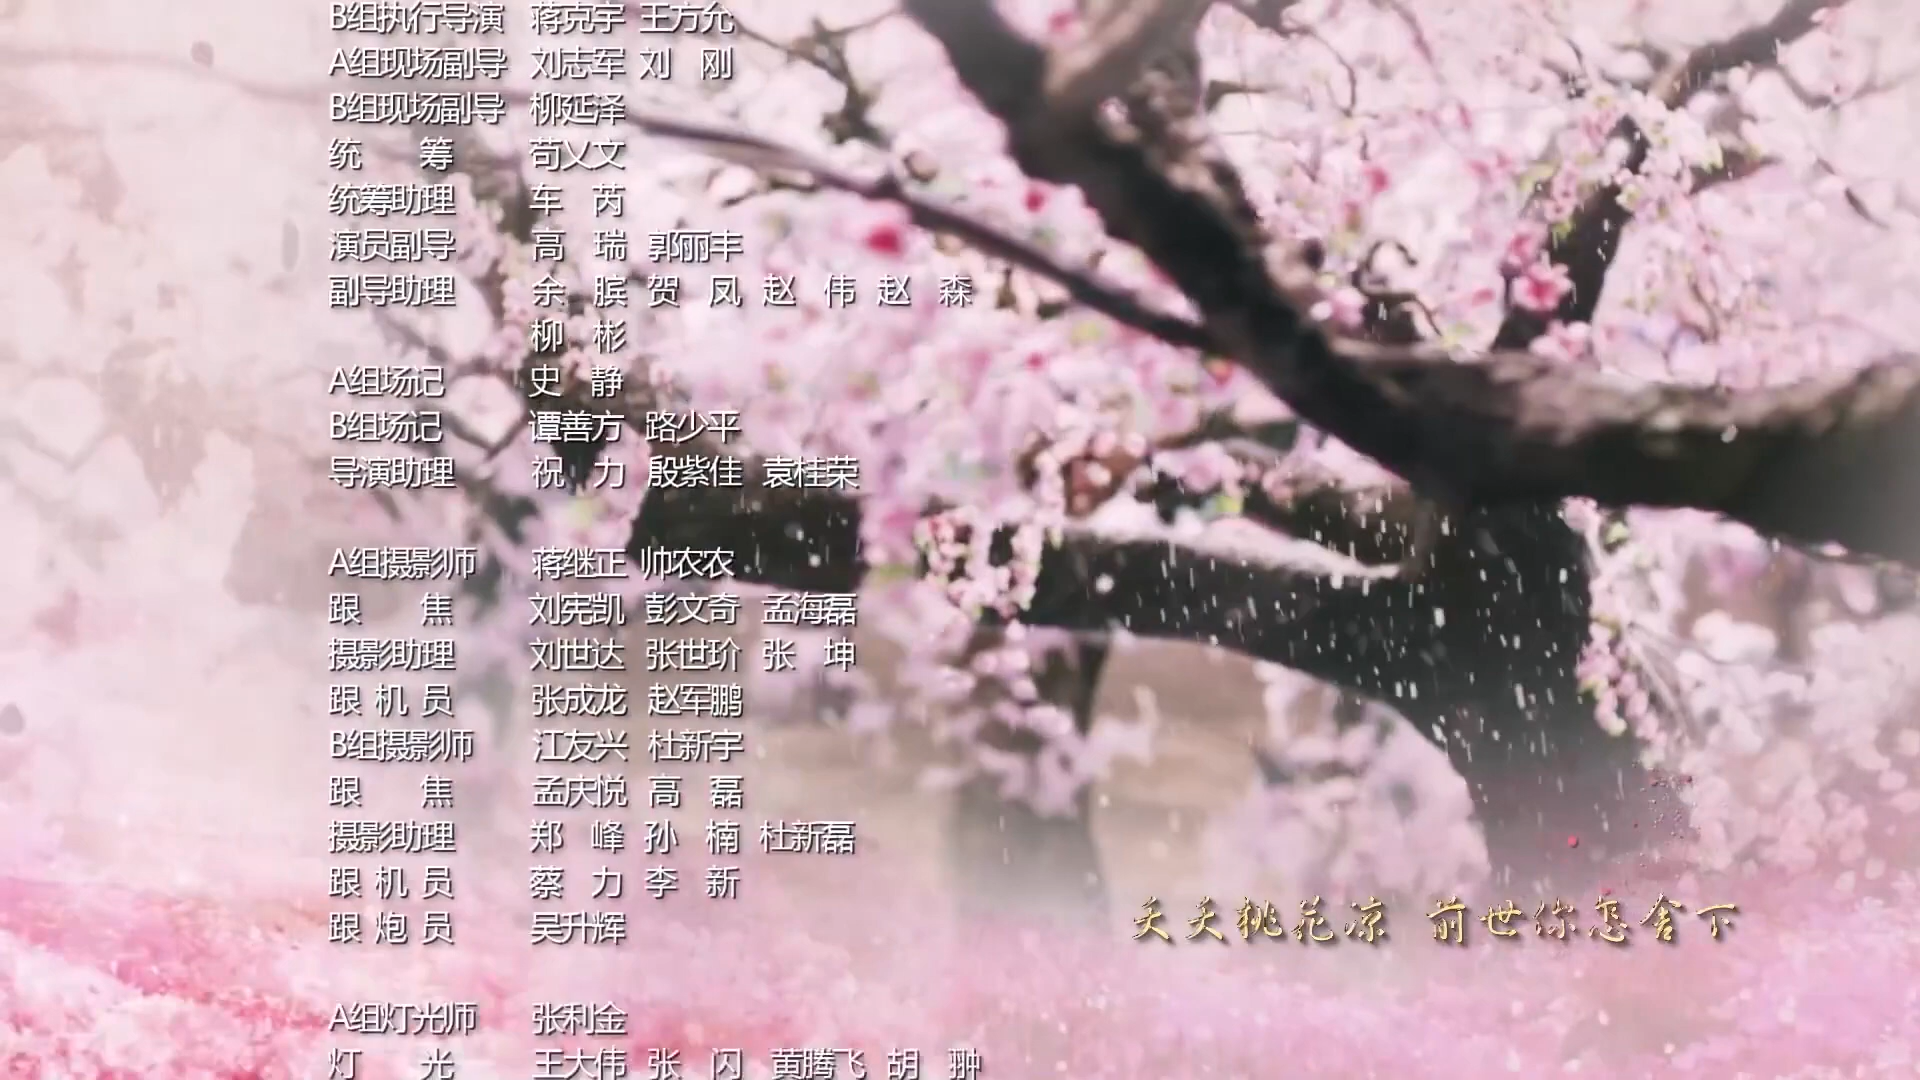 B组执行导演 蒋克宇 王方允
A组现场副导 刘志军 刘 刚
B组现场副导 柳延泽
统 筹 苟乂文
统筹助理 车 芮
演员副导 高 瑞 郭丽丰
副导助理 余 膑 贺 凤 赵 伟 赵 森
柳 彬
A组场记 史 静
B组场记 谭善方 路少平
导演助理 祝 力 殷紫佳 袁桂荣
A组摄影师 蒋继正 帅农农
跟 焦 刘宪凯 彭文奇 孟海磊
摄影助理 刘世达 张世玠 张 坤
跟 机 员 张成龙 赵军鹏
B组摄影师 江友兴 杜新宇
跟 焦 孟庆悦 高 磊
摄影助理 郑 峰 孙 楠 杜新磊
跟 机 员 蔡 力 李 新
跟 炮 员 吴升辉
夭夭桃花凉 前世你怎舍下
A组灯光师 张利金
灯 光 王大伟 张 闪 黄腾飞 胡 翀